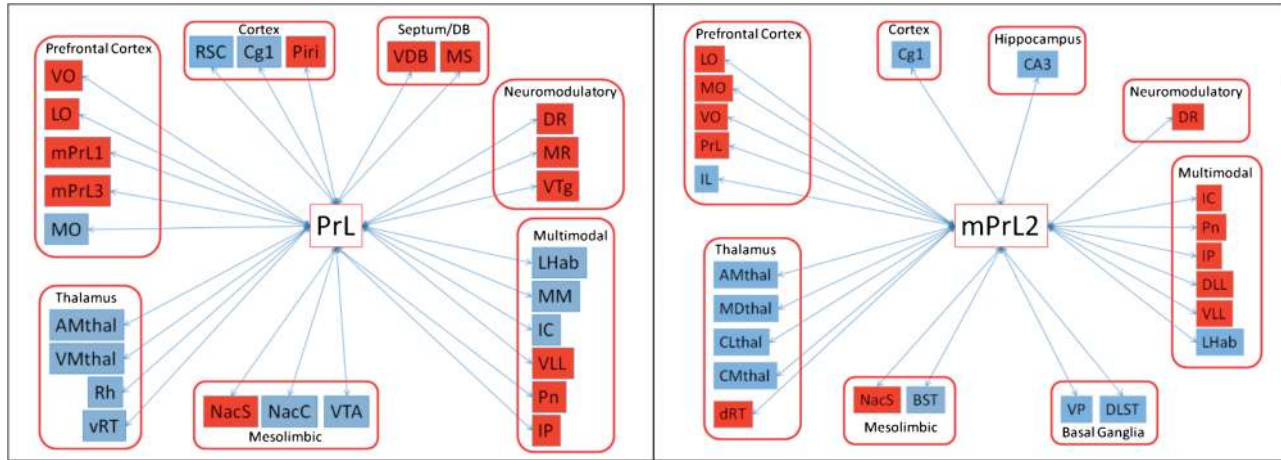 Prefrontal Cortex
VO
LO
mPrL1
mPrL3
MO
Cortex
RSC Cg1 Piri
Septum/DB
VDB MS
Neuromodulatory
DR
MR
VTg
PrL
Multimodal
LHab
MM
IC
VLL
Pn
IP
Thalamus
AMthal
VMthal
Rh
vRT
NacS NacC VTA
Mesolimbic
Prefrontal Cortex
LO
MO
VO
PrL
IL
Cortex
Cg1
Hippocampus
CA3
Neuromodulatory
DR
mPrL2
Multimodal
IC
Pn
IP
DLL
VLL
LHab
Thalamus
AMthal
MDthal
CLthal
CMthal
dRT
NacS BST
Mesolimbic
VP DLST
Basal Ganglia